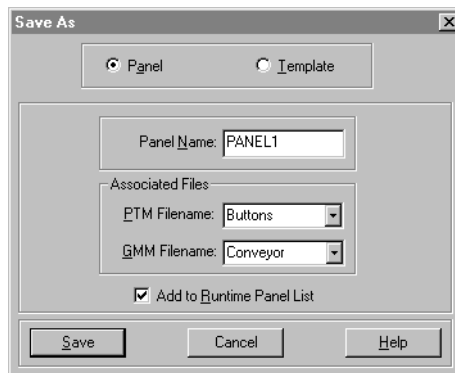 Save As
Panel Template
Panel Name: PANEL1
Associated Files
PTM Filename: Buttons
GMM Filename: Conveyor
Add to Runtime Panel List
Save Cancel Help